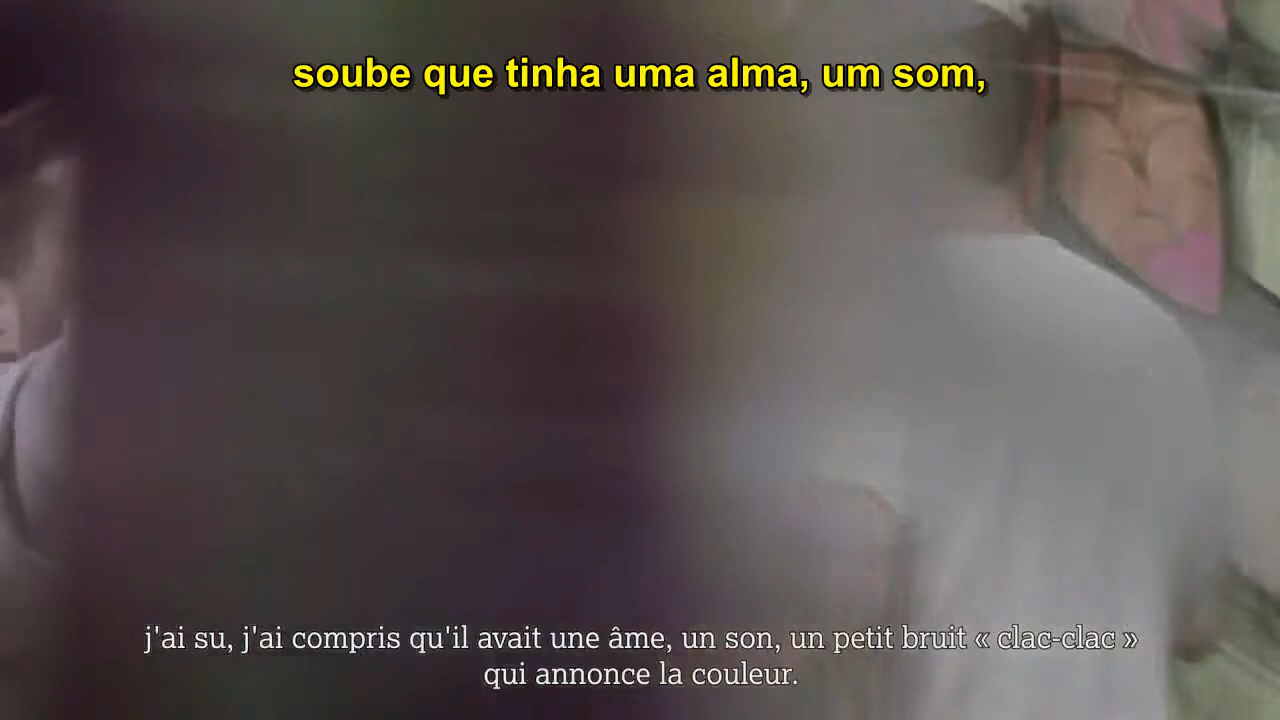 soube que tinha uma alma, um som,
j'ai su, j'ai compris qu'il avait une âme, un son, un petit bruit « clac-clac »
qui annonce la couleur.